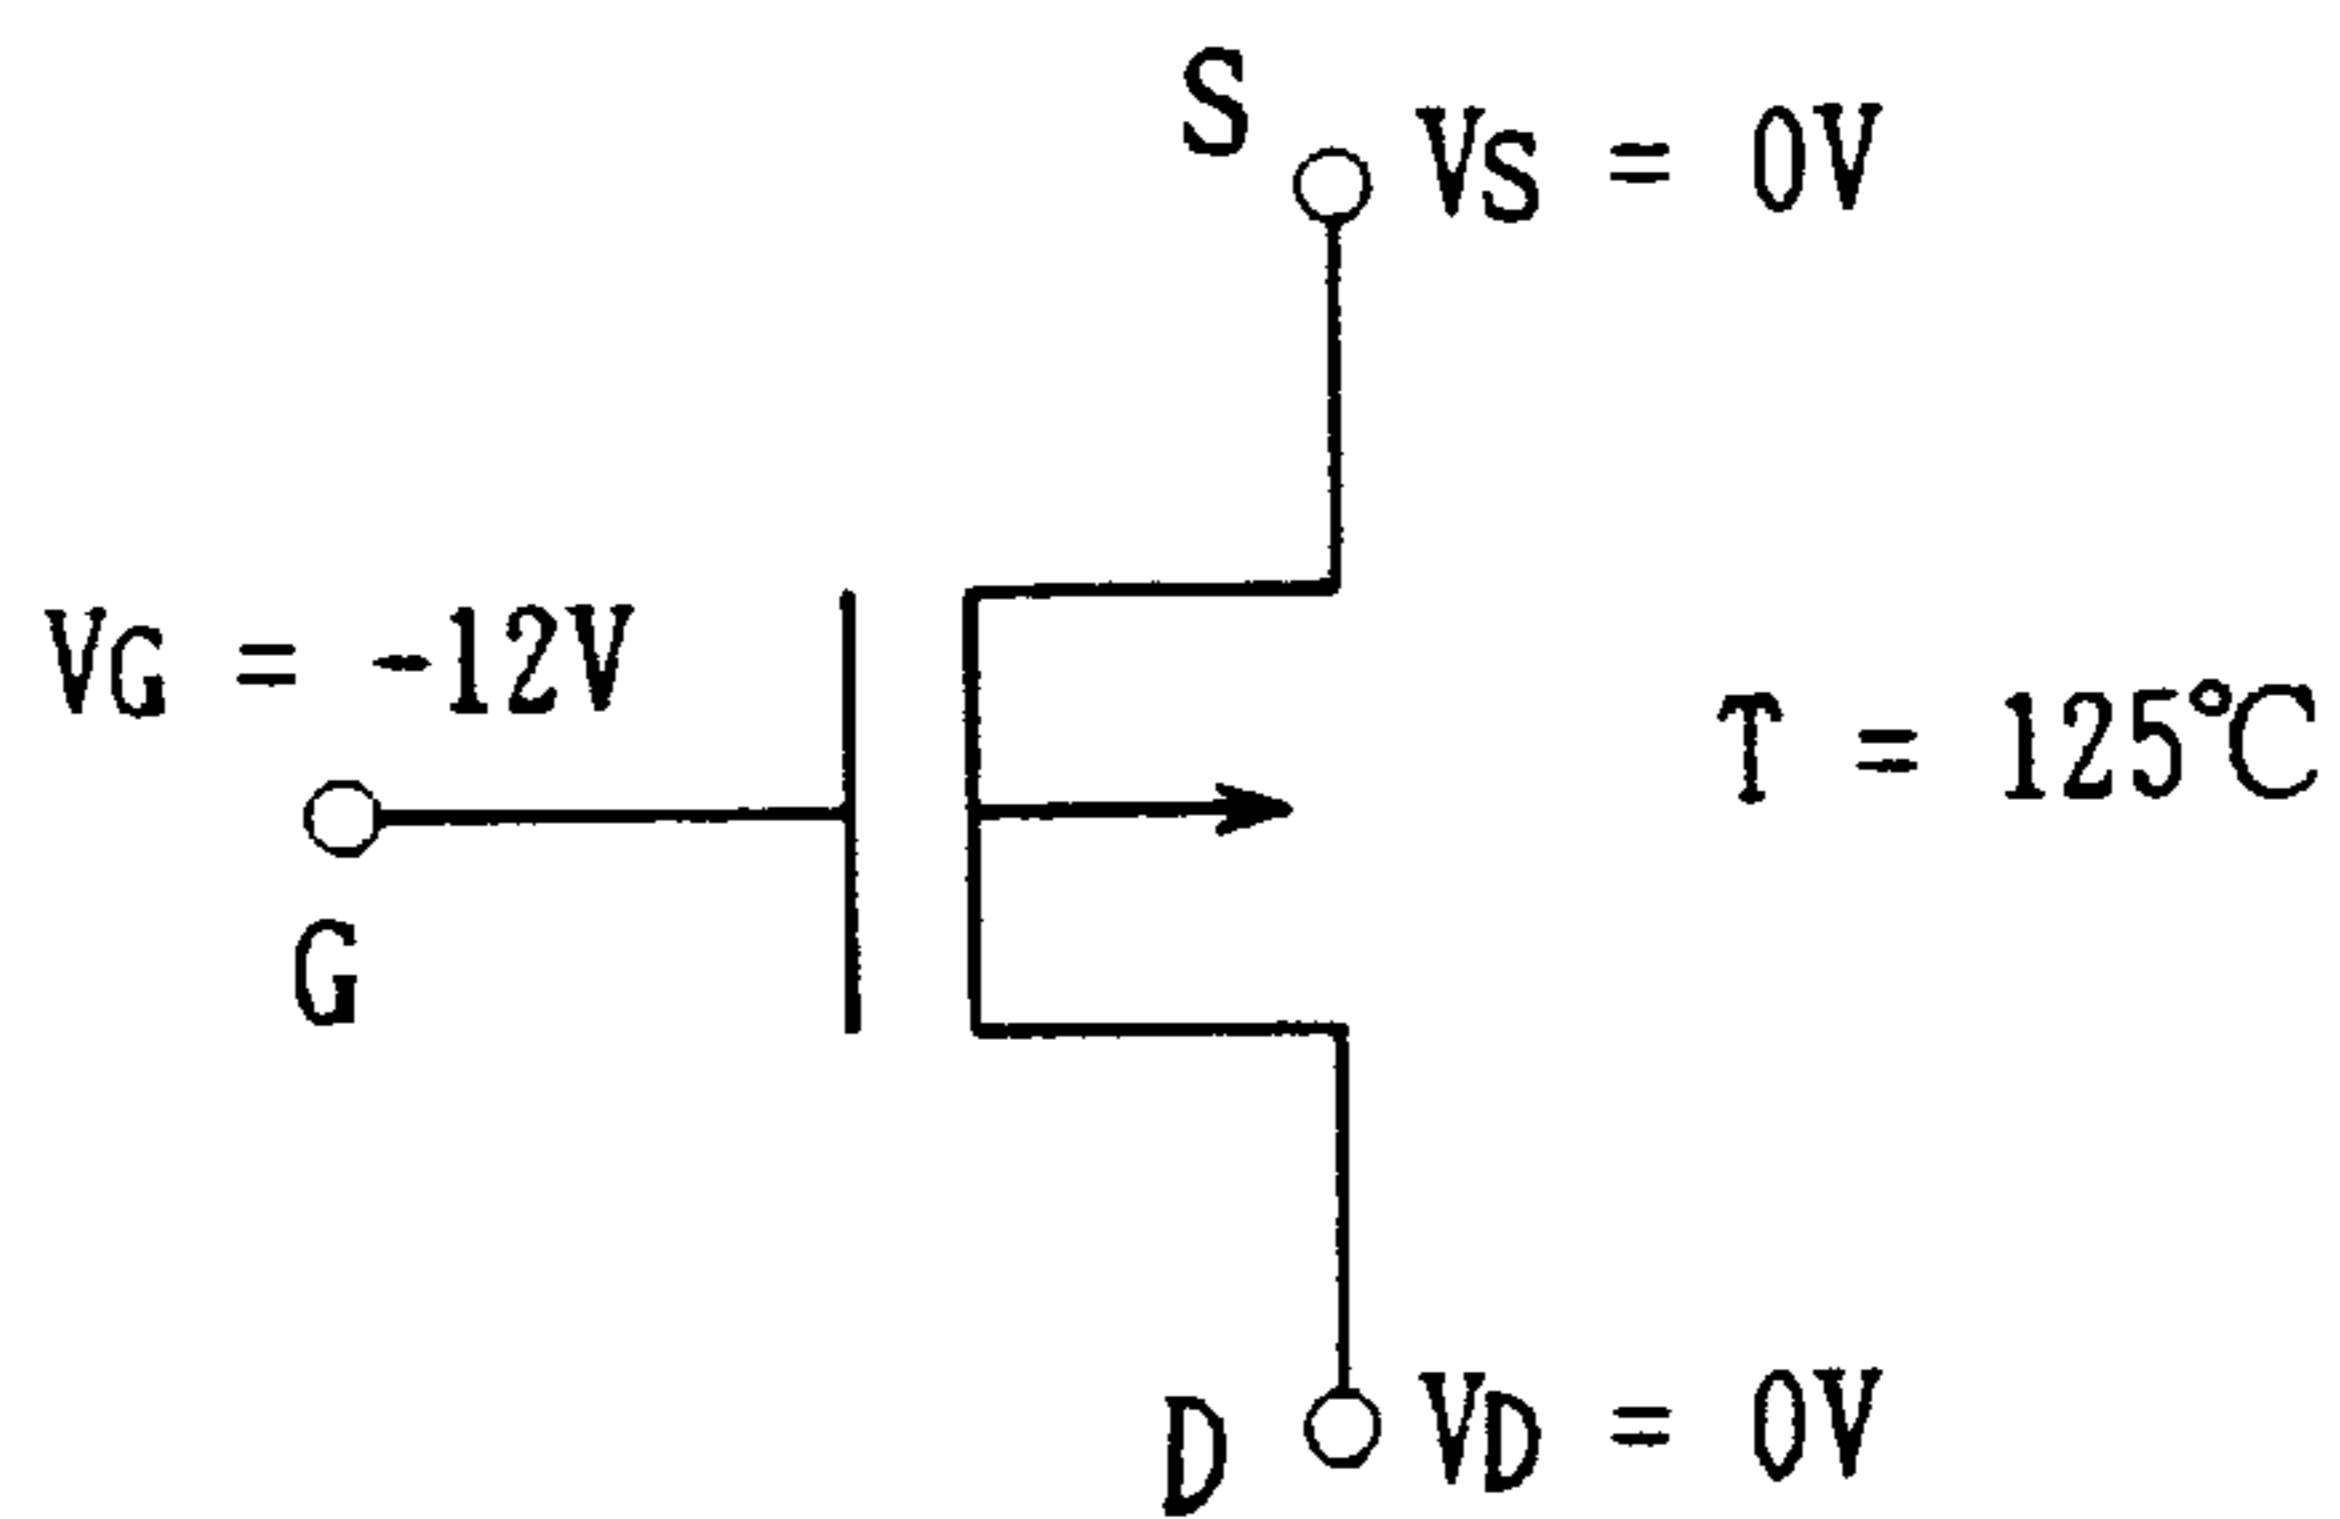 S
VS = 0V
VG = -12V
T = 125℃
G
D
VD = 0V